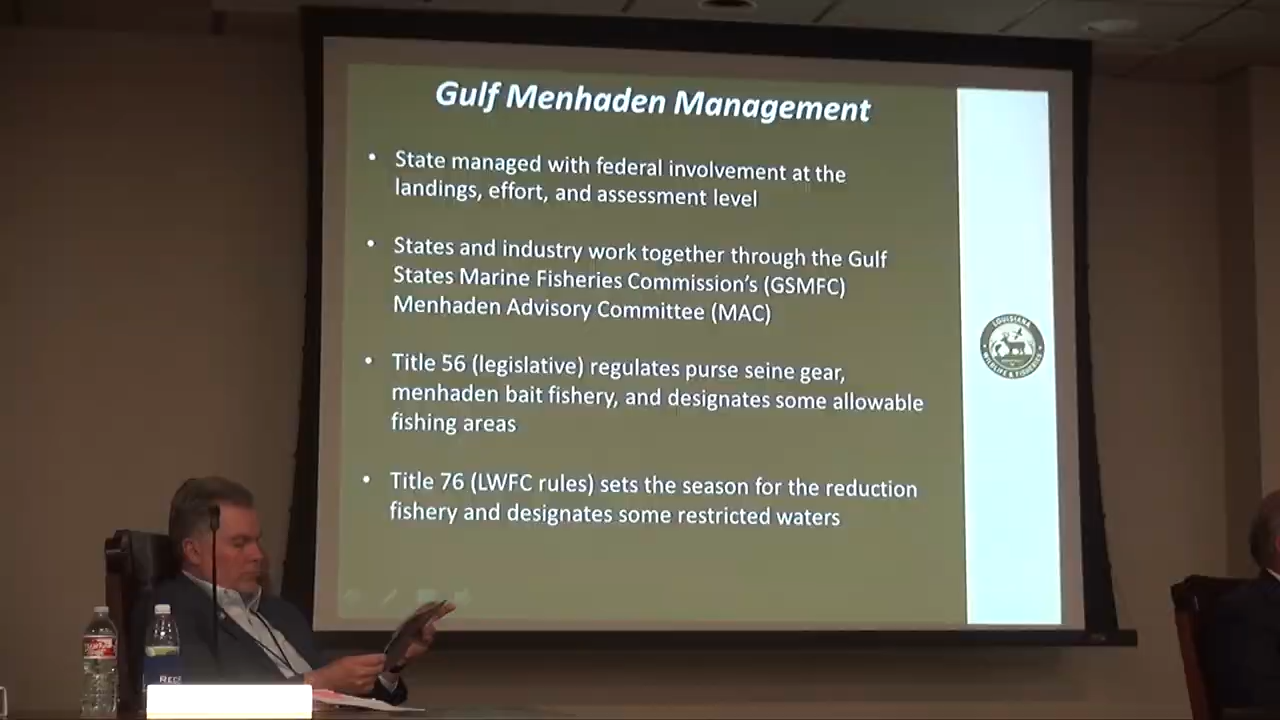 Gulf Menhaden Management
• State managed with federal involvement at the
landings, effort, and assessment level
• States and industry work together through the Gulf
States Marine Fisheries Commission's (GSMFC)
Menhaden Advisory Committee (MAC)
• Title 56 (legislative) regulates purse seine gear,
menhaden bait fishery, and designates some allowable
fishing areas
• Title 76 (LWFC rules) sets the season for the reduction
fishery and designates some restricted waters
LOUISIANA
WILDLIFE & FISHERIES